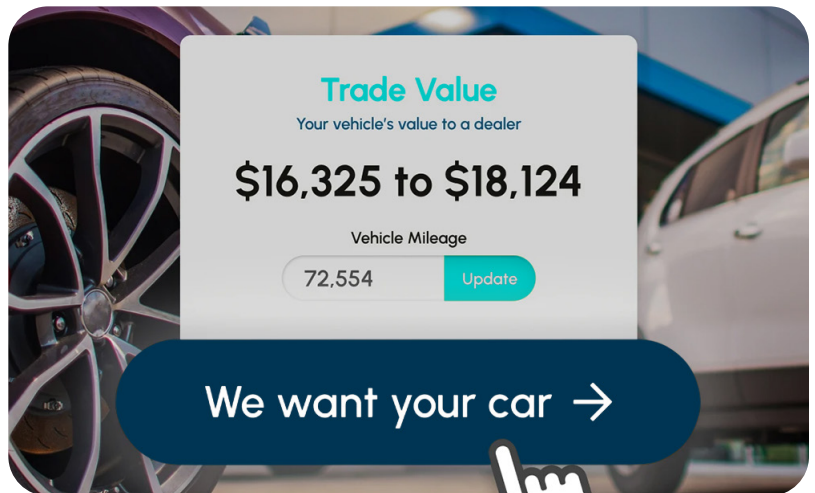 Trade Value
Your vehicle's value to a dealer
$16,325 to $18,124
Vehicle Mileage
72,554 Update
We want your car →